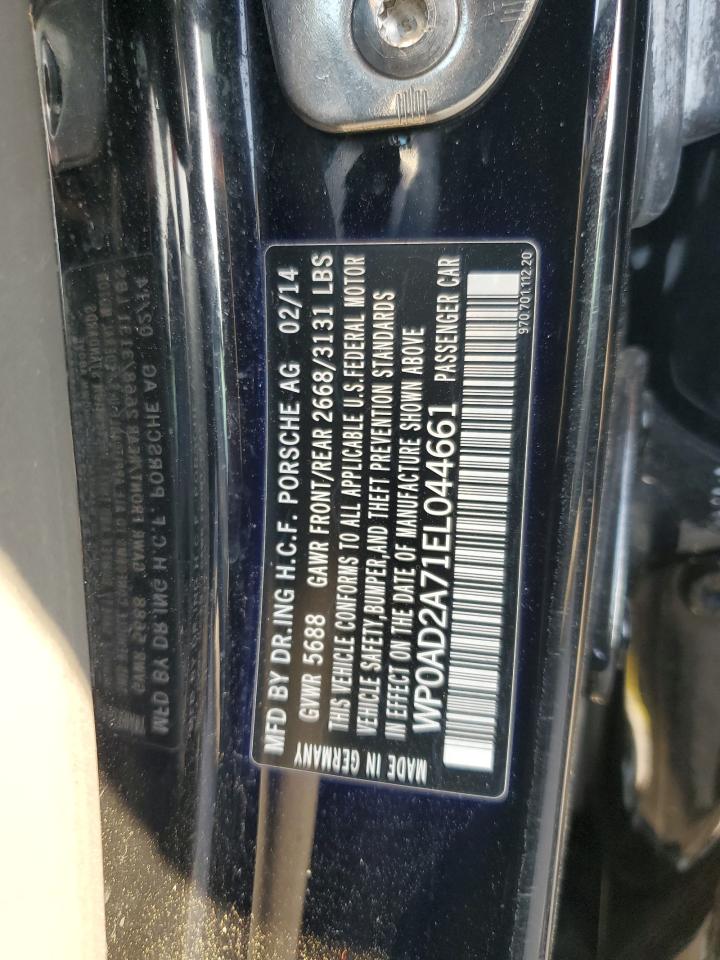 MFD BY DR.ING H.C.F. PORSCHE AG 02/14
GVWR 5688 GAWR FRONT/REAR 2668/3131 LBS
THIS VEHICLE CONFORMS TO ALL APPLICABLE U.S.FEDERAL MOTOR
VEHICLE SAFETY,BUMPER,AND THEFT PREVENTION STANDARDS
IN EFFECT ON THE DATE OF MANUFACTURE SHOWN ABOVE
MADE IN GERMANY
WP0AD2A71EL044661 PASSENGER CAR
970.701.112.20